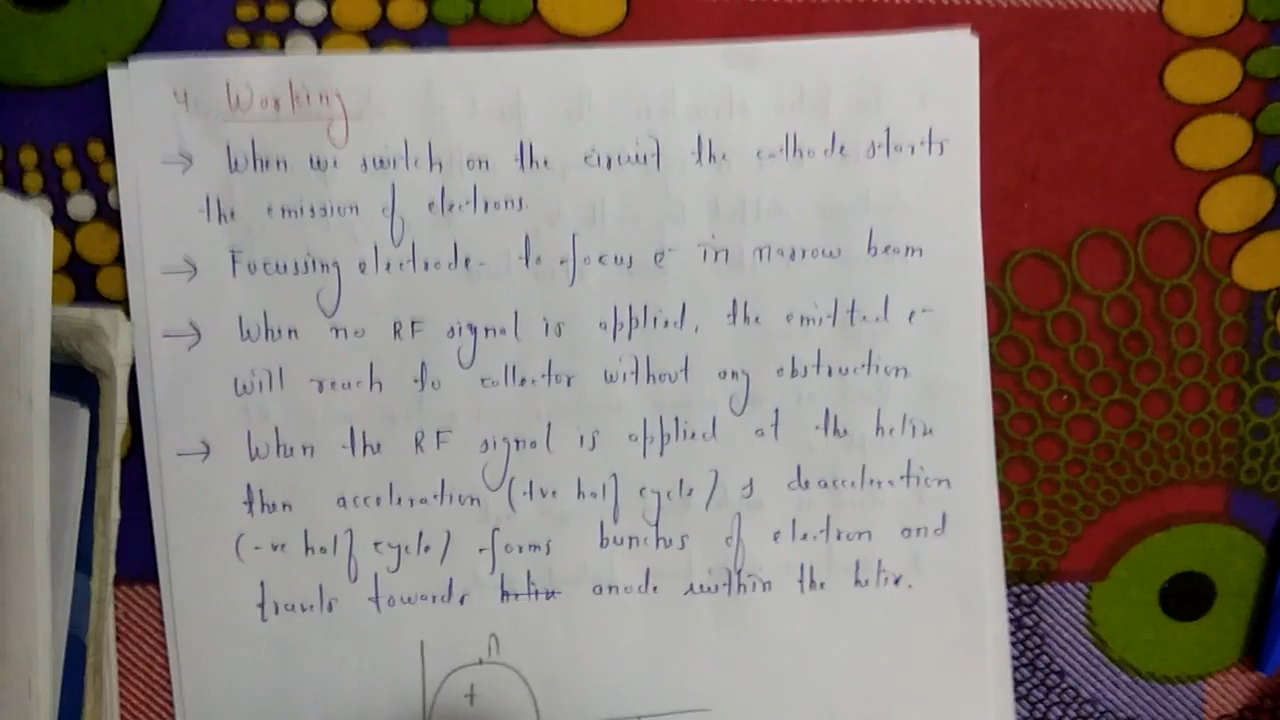 4. Working
→ When we switch on the circuit the cathode starts
the emission of electrons.
→ Focussing electrode - to focus e- in narrow beam
→ When no RF signal is applied, the emitted e-
will reach to collector without any obstruction
→ When the RF signal is applied at the helix
then acceleration (+ve half cycle) & deacceleration
(-ve half cycle) forms bunches of electron and
travels towards helix anode within the helix.
A
+